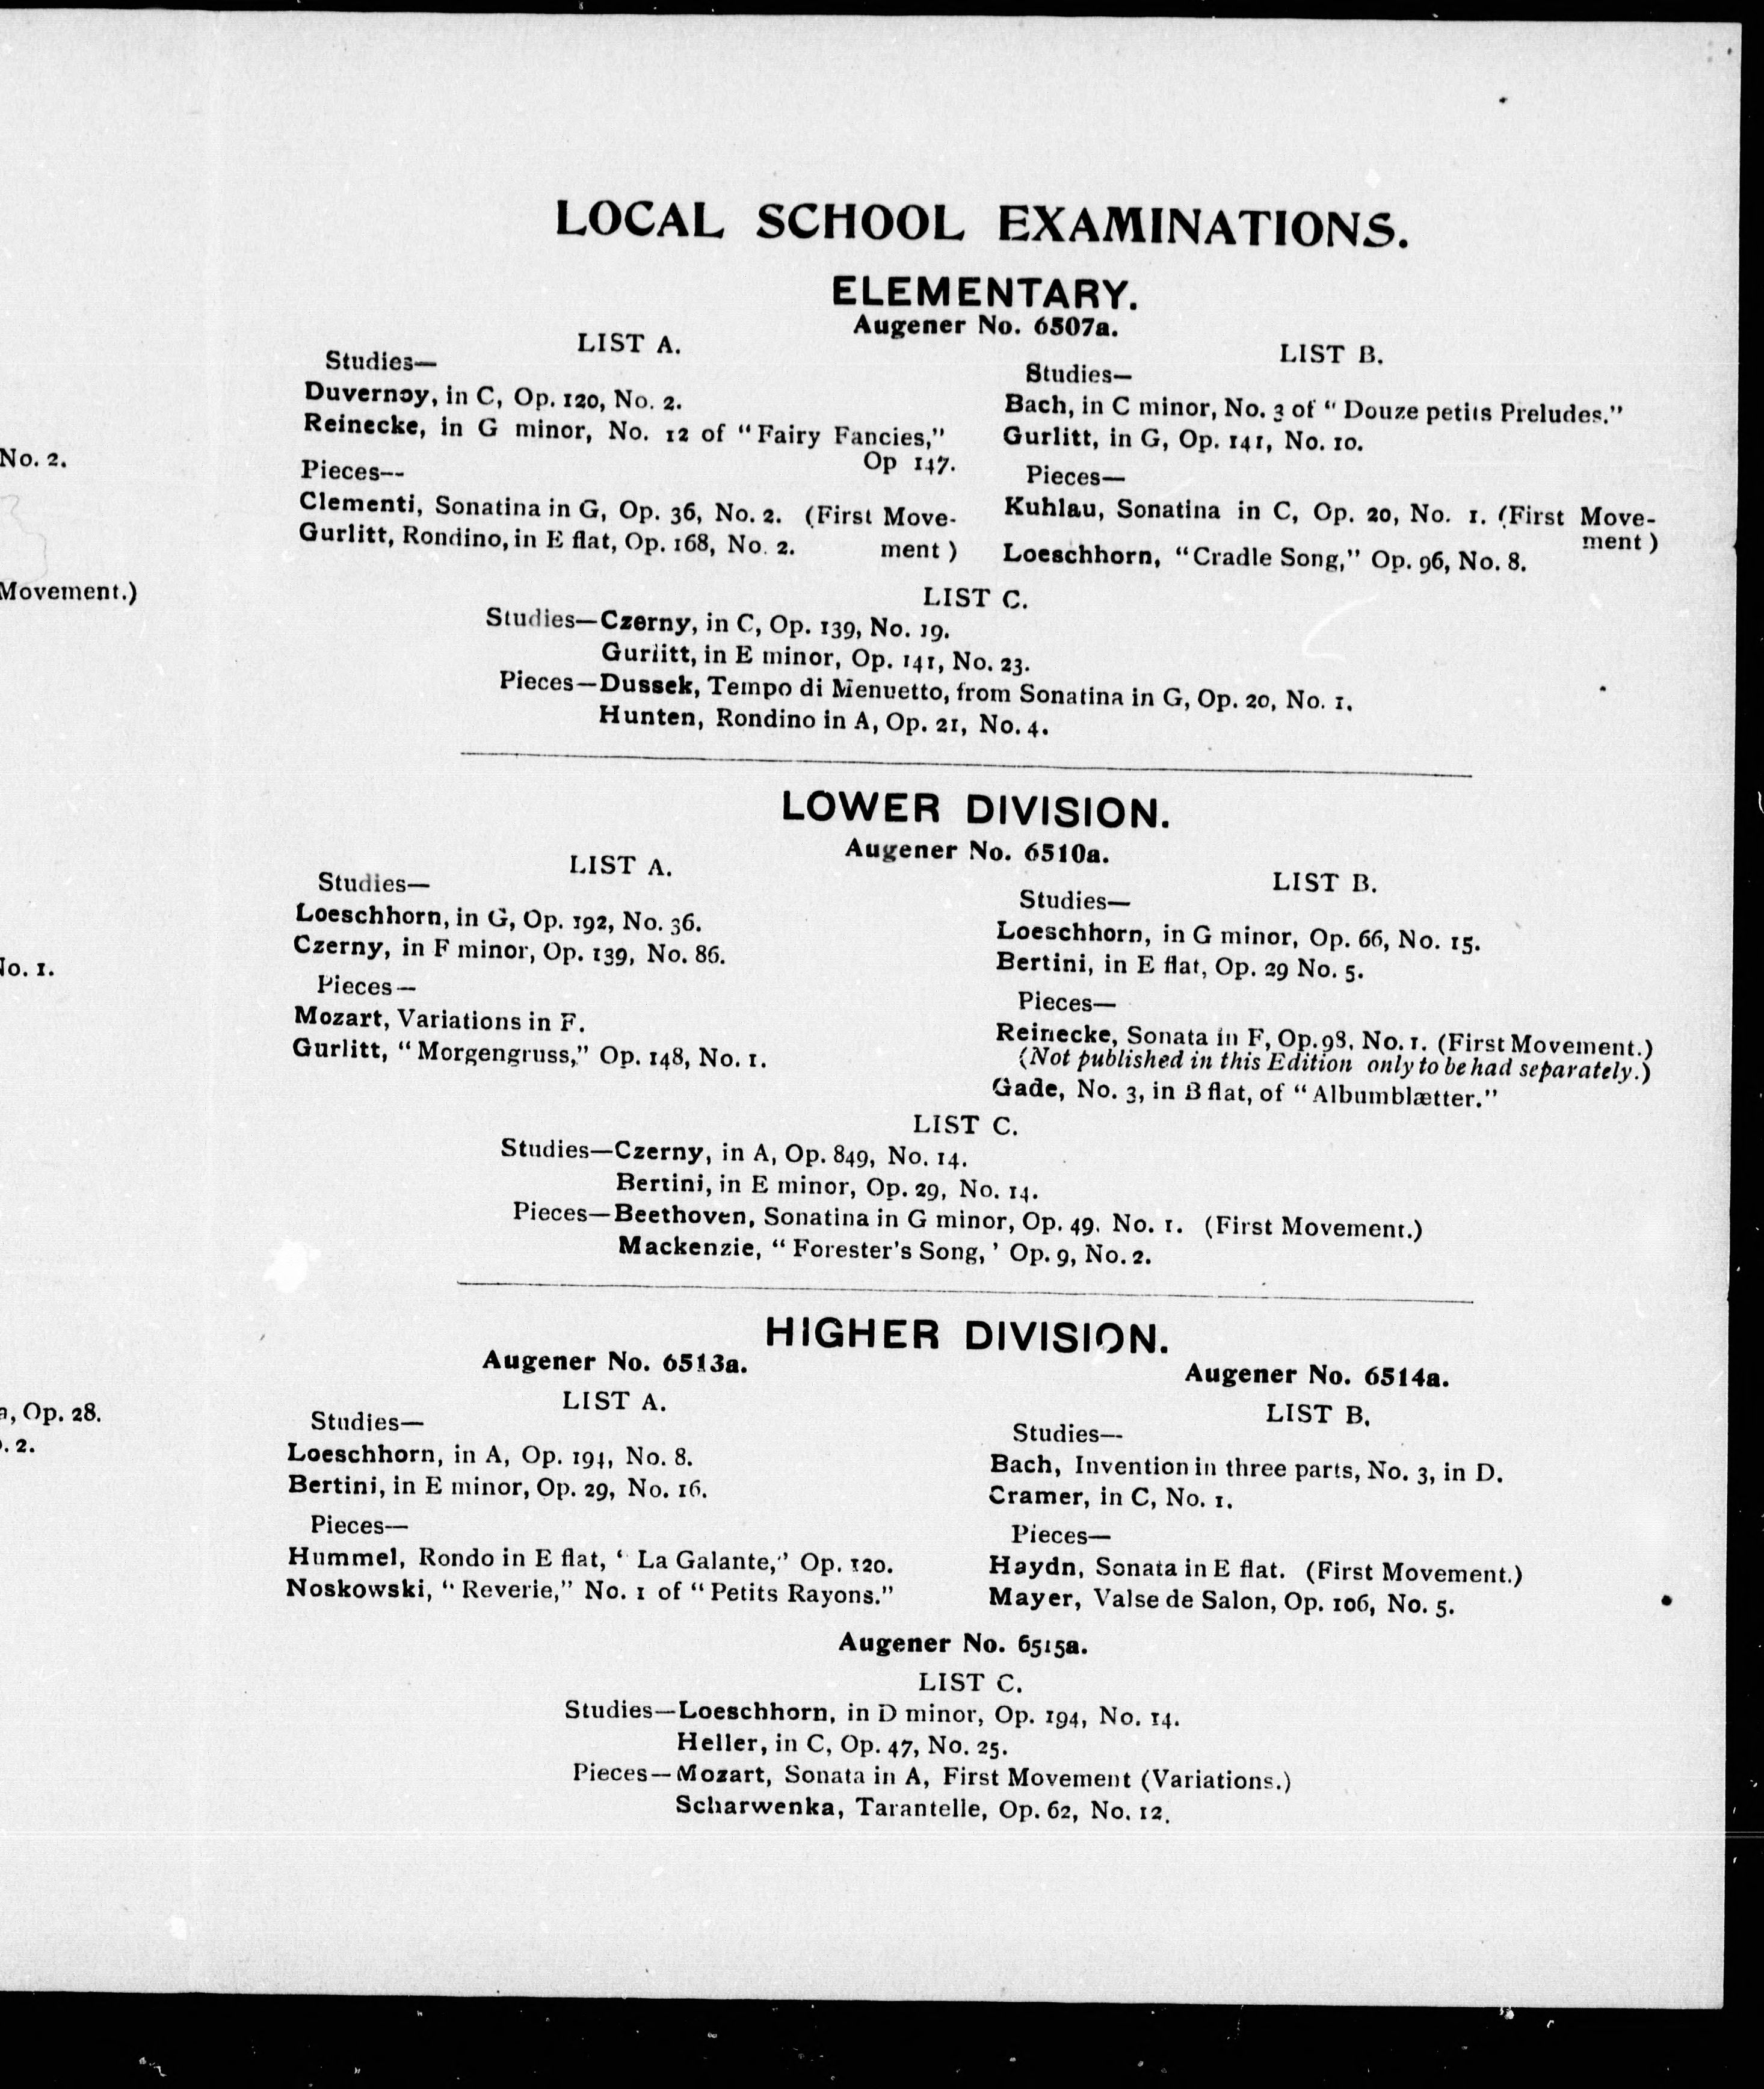 No. 2.
Movement.)
No. 1.
Op. 28.
2.
LOCAL SCHOOL EXAMINATIONS.
ELEMENTARY.
Augener No. 6507a.
LIST A.
Studies—
Duvernoy, in C, Op. 120, No. 2.
Reinecke, in G minor, No. 12 of "Fairy Fancies,"
Op 147.
Pieces—
Clementi, Sonatina in G, Op. 36, No. 2. (First Move-
ment)
Gurlitt, Rondino, in E flat, Op. 168, No. 2.
LIST B.
Studies—
Bach, in C minor, No. 3 of "Douze petits Preludes."
Gurlitt, in G, Op. 141, No. 10.
Pieces—
Kuhlau, Sonatina in C, Op. 20, No. 1. (First Move-
ment)
Loeschhorn, "Cradle Song," Op. 96, No. 8.
LIST C.
Studies—Czerny, in C, Op. 139, No. 19.
Gurlitt, in E minor, Op. 141, No. 23.
Pieces—Dussek, Tempo di Menuetto, from Sonatina in G, Op. 20, No. 1.
Hunten, Rondino in A, Op. 21, No. 4.
LOWER DIVISION.
Augener No. 6510a.
LIST A.
Studies—
Loeschhorn, in G, Op. 192, No. 36.
Czerny, in F minor, Op. 139, No. 86.
Pieces—
Mozart, Variations in F.
Gurlitt, "Morgengruss," Op. 148, No. 1.
LIST B.
Studies—
Loeschhorn, in G minor, Op. 66, No. 15.
Bertini, in E flat, Op. 29 No. 5.
Pieces—
Reinecke, Sonata in F, Op. 98, No. 1. (First Movement.)
(Not published in this Edition only to be had separately.)
Gade, No. 3, in B flat, of "Albumblætter."
LIST C.
Studies—Czerny, in A, Op. 849, No. 14.
Bertini, in E minor, Op. 29, No. 14.
Pieces—Beethoven, Sonatina in G minor, Op. 49, No. 1. (First Movement.)
Mackenzie, "Forester's Song,' Op. 9, No. 2.
HIGHER DIVISION.
Augener No. 6513a.
LIST A.
Studies—
Loeschhorn, in A, Op. 194, No. 8.
Bertini, in E minor, Op. 29, No. 16.
Pieces—
Hummel, Rondo in E flat, ' La Galante,' Op. 120.
Noskowski, "Reverie," No. 1 of "Petits Rayons."
Augener No. 6514a.
LIST B.
Studies—
Bach, Invention in three parts, No. 3, in D.
Cramer, in C, No. 1.
Pieces—
Haydn, Sonata in E flat. (First Movement.)
Mayer, Valse de Salon, Op. 106, No. 5.
Augener No. 6515a.
LIST C.
Studies—Loeschhorn, in D minor, Op. 194, No. 14.
Heller, in C, Op. 47, No. 25.
Pieces—Mozart, Sonata in A, First Movement (Variations.)
Scharwenka, Tarantelle, Op. 62, No. 12.